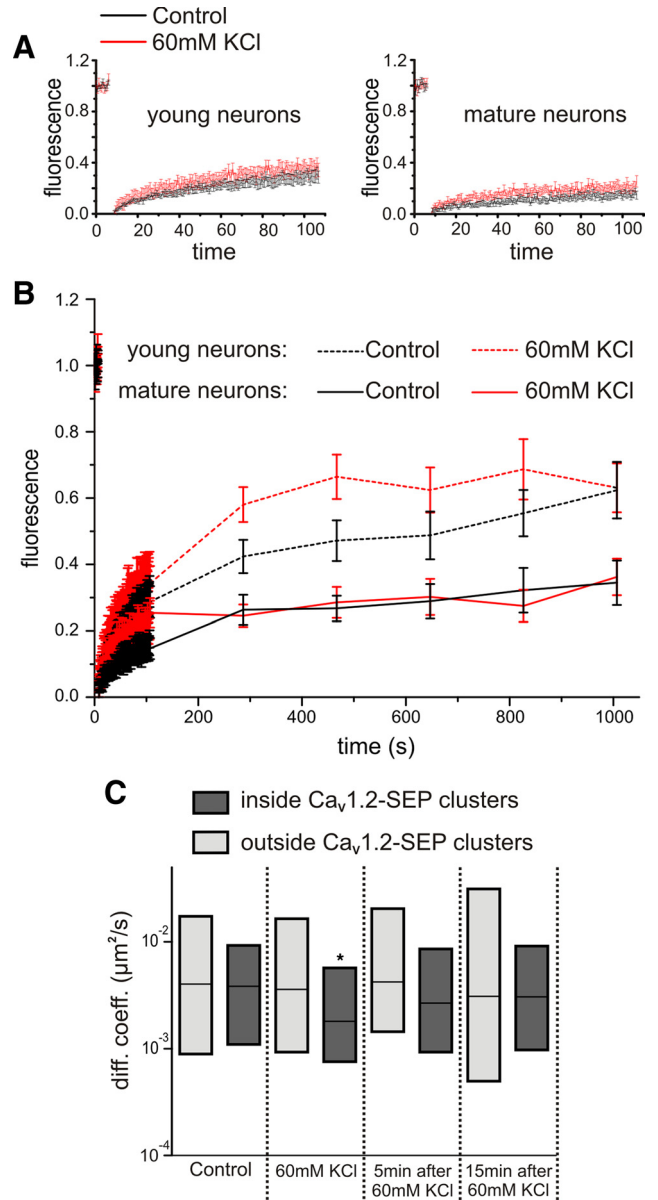 Control
60mM KCl
A
1.2
0.8
0.4
0.0
fluorescence
young neurons
0 20 40 60 80 100
time
1.2
0.8
0.4
0.0
fluorescence
mature neurons
0 20 40 60 80 100
time
B
1.2
1.0
0.8
0.6
0.4
0.2
0.0
fluorescence
young neurons: Control 60mM KCl
mature neurons: Control 60mM KCl
0 200 400 600 800 1000
time (s)
C
inside Cav1.2-SEP clusters
outside Cav1.2-SEP clusters
diff. coeff. (µm²/s)
10⁻²
10⁻³
10⁻⁴
*
Control
60mM KCl
5min after
60mM KCl
15min after
60mM KCl